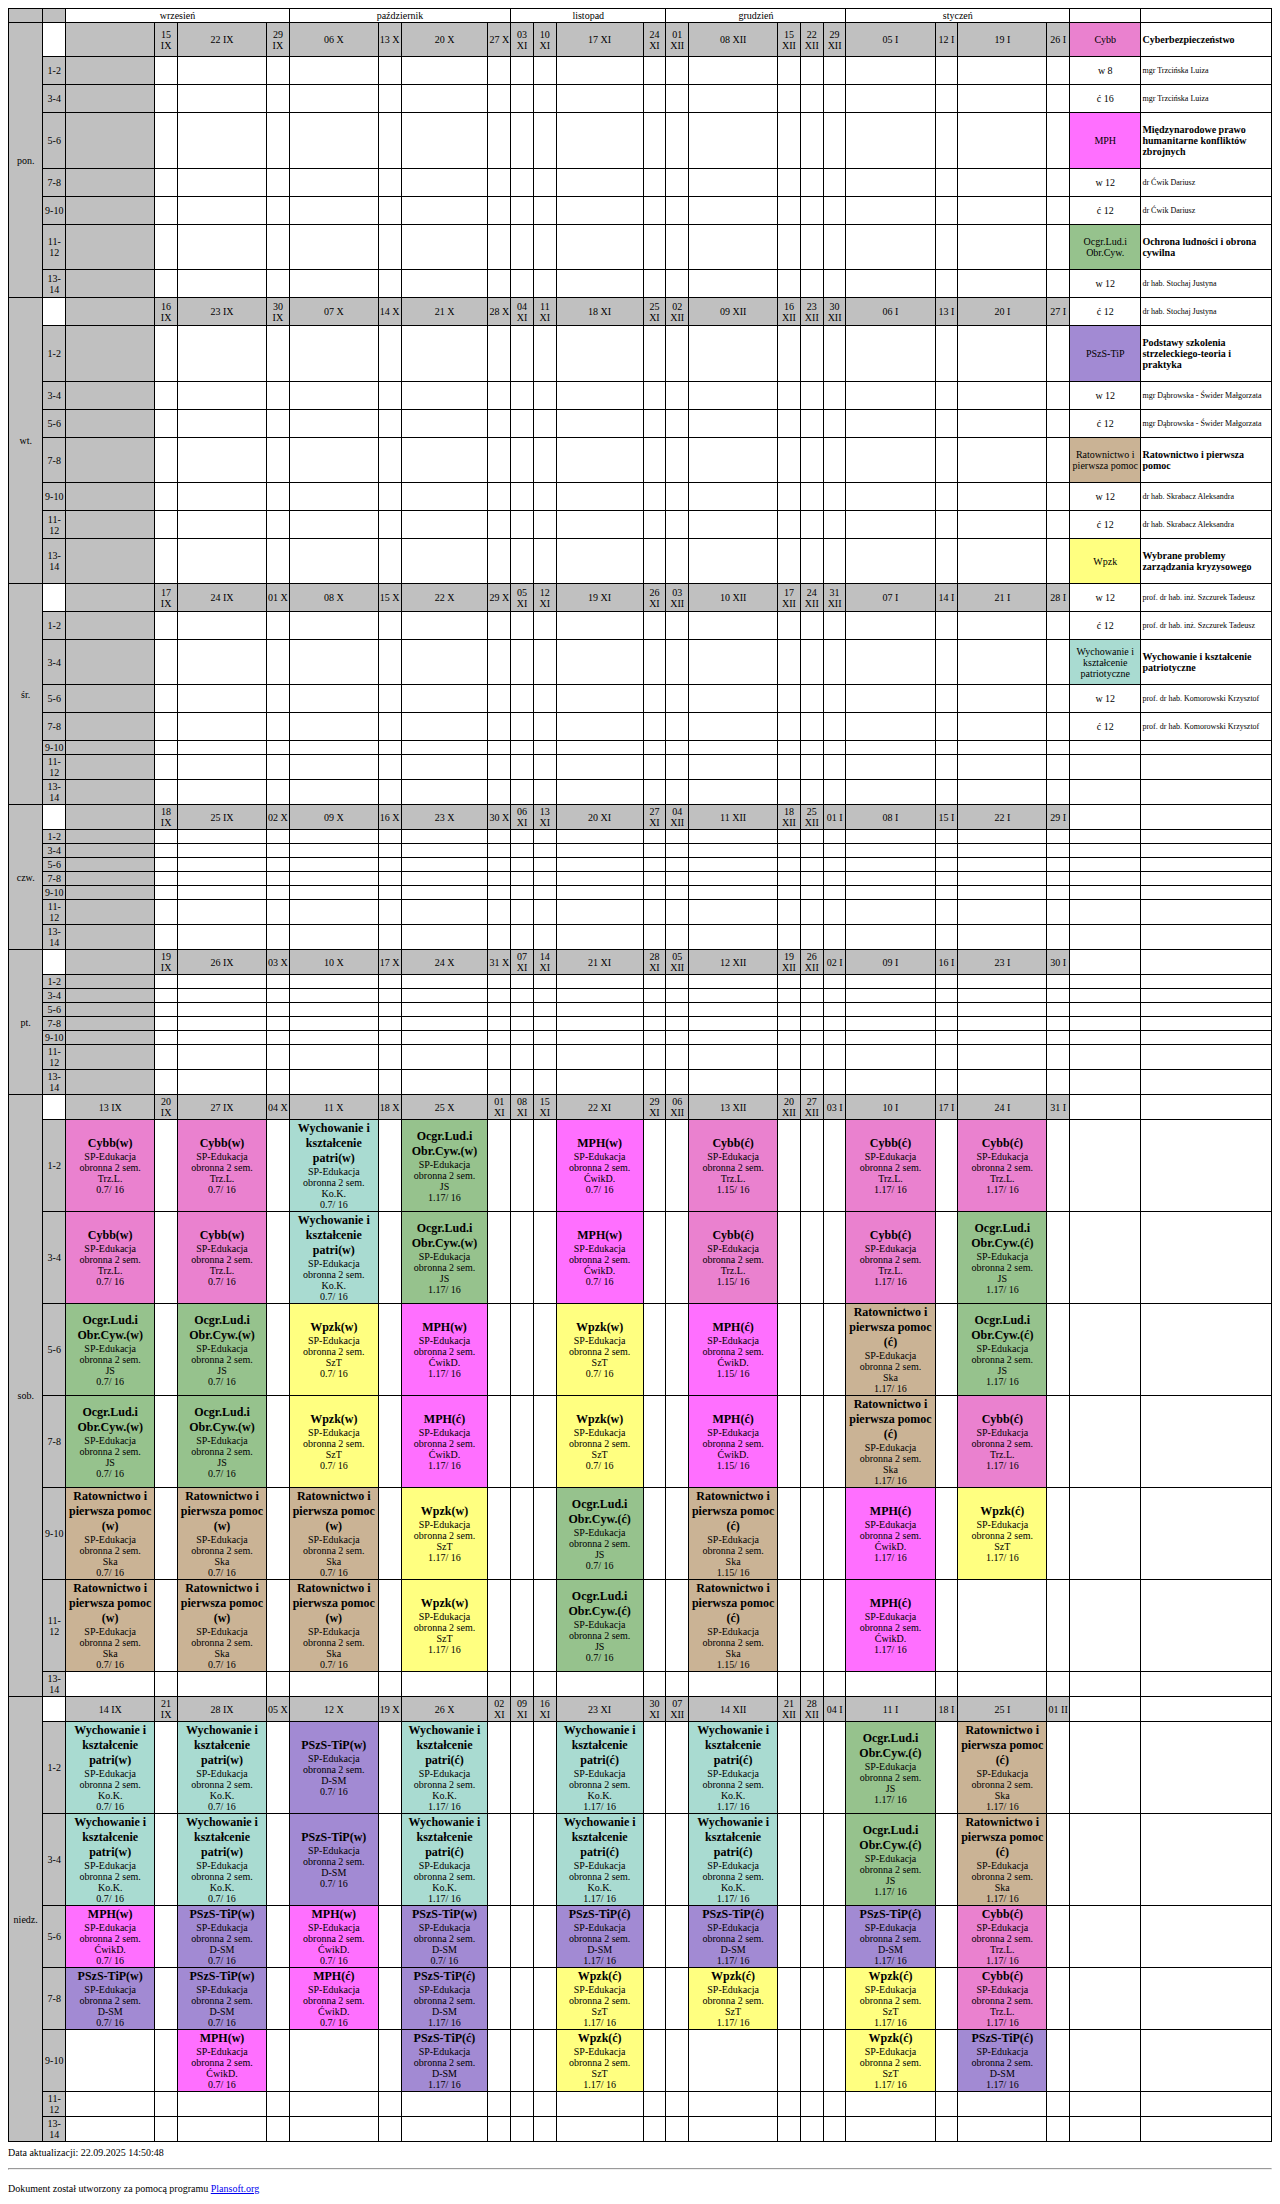 wrzesień październik listopad grudzień styczeń
pon. 15 IX 22 IX 29 IX 06 X 13 X 20 X 27 X 03 XI 10 XI 17 XI 24 XI 01 XII 08 XII 15 XII 22 XII 29 XII 05 I 12 I 19 I 26 I Cybb Cyberbezpieczeństwo
1-2 w 8 mgr Trzcińska Luiza
3-4 ć 16 mgr Trzcińska Luiza
5-6 MPH Międzynarodowe prawo humanitarne konfliktów zbrojnych
7-8 w 12 dr Ćwik Dariusz
9-10 ć 12 dr Ćwik Dariusz
11-12 Ocgr.Lud.i Obr.Cyw. Ochrona ludności i obrona cywilna
13-14 w 12 dr hab. Stochaj Justyna
wt. 16 IX 23 IX 30 IX 07 X 14 X 21 X 28 X 04 XI 11 XI 18 XI 25 XI 02 XII 09 XII 16 XII 23 XII 30 XII 06 I 13 I 20 I 27 I ć 12 dr hab. Stochaj Justyna
1-2 PSzS-TiP Podstawy szkolenia strzeleckiego-teoria i praktyka
3-4 w 12 mgr Dąbrowska - Świder Małgorzata
5-6 ć 12 mgr Dąbrowska - Świder Małgorzata
7-8 Ratownictwo i pierwsza pomoc Ratownictwo i pierwsza pomoc
9-10 w 12 dr hab. Skrabacz Aleksandra
11-12 ć 12 dr hab. Skrabacz Aleksandra
13-14 Wpzk Wybrane problemy zarządzania kryzysowego
śr. 17 IX 24 IX 01 X 08 X 15 X 22 X 29 X 05 XI 12 XI 19 XI 26 XI 03 XII 10 XII 17 XII 24 XII 31 XII 07 I 14 I 21 I 28 I w 12 prof. dr hab. inż. Szczurek Tadeusz
1-2 ć 12 prof. dr hab. inż. Szczurek Tadeusz
3-4 Wychowanie i kształcenie patriotyczne Wychowanie i kształcenie patriotyczne
5-6 w 12 prof. dr hab. Komorowski Krzysztof
7-8 ć 12 prof. dr hab. Komorowski Krzysztof
9-10
11-12
13-14
czw. 18 IX 25 IX 02 X 09 X 16 X 23 X 30 X 06 XI 13 XI 20 XI 27 XI 04 XII 11 XII 18 XII 25 XII 01 I 08 I 15 I 22 I 29 I
1-2
3-4
5-6
7-8
9-10
11-12
13-14
pt. 19 IX 26 IX 03 X 10 X 17 X 24 X 31 X 07 XI 14 XI 21 XI 28 XI 05 XII 12 XII 19 XII 26 XII 02 I 09 I 16 I 23 I 30 I
1-2
3-4
5-6
7-8
9-10
11-12
13-14
sob. 13 IX 20 IX 27 IX 04 X 11 X 18 X 25 X 01 XI 08 XI 15 XI 22 XI 29 XI 06 XII 13 XII 20 XII 27 XII 03 I 10 I 17 I 24 I 31 I
1-2
Cybb(w) SP-Edukacja obronna 2 sem. Trz.L. 0.7/ 16
Cybb(w) SP-Edukacja obronna 2 sem. Trz.L. 0.7/ 16
Wychowanie i kształcenie patri(w) SP-Edukacja obronna 2 sem. Ko.K. 0.7/ 16
Ocgr.Lud.i Obr.Cyw.(w) SP-Edukacja obronna 2 sem. JS 1.17/ 16
MPH(w) SP-Edukacja obronna 2 sem. ĆwikD. 0.7/ 16
Cybb(ć) SP-Edukacja obronna 2 sem. Trz.L. 1.15/ 16
Cybb(ć) SP-Edukacja obronna 2 sem. Trz.L. 1.17/ 16
Cybb(ć) SP-Edukacja obronna 2 sem. Trz.L. 1.17/ 16
3-4
Cybb(w) SP-Edukacja obronna 2 sem. Trz.L. 0.7/ 16
Cybb(w) SP-Edukacja obronna 2 sem. Trz.L. 0.7/ 16
Wychowanie i kształcenie patri(w) SP-Edukacja obronna 2 sem. Ko.K. 0.7/ 16
Ocgr.Lud.i Obr.Cyw.(w) SP-Edukacja obronna 2 sem. JS 1.17/ 16
MPH(w) SP-Edukacja obronna 2 sem. ĆwikD. 0.7/ 16
Cybb(ć) SP-Edukacja obronna 2 sem. Trz.L. 1.15/ 16
Cybb(ć) SP-Edukacja obronna 2 sem. Trz.L. 1.17/ 16
Ocgr.Lud.i Obr.Cyw.(ć) SP-Edukacja obronna 2 sem. JS 1.17/ 16
5-6
Ocgr.Lud.i Obr.Cyw.(w) SP-Edukacja obronna 2 sem. JS 0.7/ 16
Ocgr.Lud.i Obr.Cyw.(w) SP-Edukacja obronna 2 sem. JS 0.7/ 16
Wpzk(w) SP-Edukacja obronna 2 sem. SzT 0.7/ 16
MPH(w) SP-Edukacja obronna 2 sem. ĆwikD. 1.17/ 16
Wpzk(w) SP-Edukacja obronna 2 sem. SzT 0.7/ 16
MPH(ć) SP-Edukacja obronna 2 sem. ĆwikD. 1.15/ 16
Ratownictwo i pierwsza pomoc (ć) SP-Edukacja obronna 2 sem. Ska 1.17/ 16
Ocgr.Lud.i Obr.Cyw.(ć) SP-Edukacja obronna 2 sem. JS 1.17/ 16
7-8
Ocgr.Lud.i Obr.Cyw.(w) SP-Edukacja obronna 2 sem. JS 0.7/ 16
Ocgr.Lud.i Obr.Cyw.(w) SP-Edukacja obronna 2 sem. JS 0.7/ 16
Wpzk(w) SP-Edukacja obronna 2 sem. SzT 0.7/ 16
MPH(ć) SP-Edukacja obronna 2 sem. ĆwikD. 1.17/ 16
Wpzk(w) SP-Edukacja obronna 2 sem. SzT 0.7/ 16
MPH(ć) SP-Edukacja obronna 2 sem. ĆwikD. 1.15/ 16
Ratownictwo i pierwsza pomoc (ć) SP-Edukacja obronna 2 sem. Ska 1.17/ 16
Cybb(ć) SP-Edukacja obronna 2 sem. Trz.L. 1.17/ 16
9-10
Ratownictwo i pierwsza pomoc (w) SP-Edukacja obronna 2 sem. Ska 0.7/ 16
Ratownictwo i pierwsza pomoc (w) SP-Edukacja obronna 2 sem. Ska 0.7/ 16
Ratownictwo i pierwsza pomoc (w) SP-Edukacja obronna 2 sem. Ska 0.7/ 16
Wpzk(w) SP-Edukacja obronna 2 sem. SzT 1.17/ 16
Ocgr.Lud.i Obr.Cyw.(ć) SP-Edukacja obronna 2 sem. JS 0.7/ 16
Ratownictwo i pierwsza pomoc (ć) SP-Edukacja obronna 2 sem. Ska 1.15/ 16
MPH(ć) SP-Edukacja obronna 2 sem. ĆwikD. 1.17/ 16
Wpzk(ć) SP-Edukacja obronna 2 sem. SzT 1.17/ 16
11-12
Ratownictwo i pierwsza pomoc (w) SP-Edukacja obronna 2 sem. Ska 0.7/ 16
Ratownictwo i pierwsza pomoc (w) SP-Edukacja obronna 2 sem. Ska 0.7/ 16
Ratownictwo i pierwsza pomoc (w) SP-Edukacja obronna 2 sem. Ska 0.7/ 16
Wpzk(w) SP-Edukacja obronna 2 sem. SzT 1.17/ 16
Ocgr.Lud.i Obr.Cyw.(ć) SP-Edukacja obronna 2 sem. JS 0.7/ 16
Ratownictwo i pierwsza pomoc (ć) SP-Edukacja obronna 2 sem. Ska 1.15/ 16
MPH(ć) SP-Edukacja obronna 2 sem. ĆwikD. 1.17/ 16
13-14
niedz. 14 IX 21 IX 28 IX 05 X 12 X 19 X 26 X 02 XI 09 XI 16 XI 23 XI 30 XI 07 XII 14 XII 21 XII 28 XII 04 I 11 I 18 I 25 I 01 II
1-2
Wychowanie i kształcenie patri(w) SP-Edukacja obronna 2 sem. Ko.K. 0.7/ 16
Wychowanie i kształcenie patri(w) SP-Edukacja obronna 2 sem. Ko.K. 0.7/ 16
PSzS-TiP(w) SP-Edukacja obronna 2 sem. D-SM 0.7/ 16
Wychowanie i kształcenie patri(ć) SP-Edukacja obronna 2 sem. Ko.K. 1.17/ 16
Wychowanie i kształcenie patri(ć) SP-Edukacja obronna 2 sem. Ko.K. 1.17/ 16
Wychowanie i kształcenie patri(ć) SP-Edukacja obronna 2 sem. Ko.K. 1.17/ 16
Ocgr.Lud.i Obr.Cyw.(ć) SP-Edukacja obronna 2 sem. JS 1.17/ 16
Ratownictwo i pierwsza pomoc (ć) SP-Edukacja obronna 2 sem. Ska 1.17/ 16
3-4
Wychowanie i kształcenie patri(w) SP-Edukacja obronna 2 sem. Ko.K. 0.7/ 16
Wychowanie i kształcenie patri(w) SP-Edukacja obronna 2 sem. Ko.K. 0.7/ 16
PSzS-TiP(w) SP-Edukacja obronna 2 sem. D-SM 0.7/ 16
Wychowanie i kształcenie patri(ć) SP-Edukacja obronna 2 sem. Ko.K. 1.17/ 16
Wychowanie i kształcenie patri(ć) SP-Edukacja obronna 2 sem. Ko.K. 1.17/ 16
Wychowanie i kształcenie patri(ć) SP-Edukacja obronna 2 sem. Ko.K. 1.17/ 16
Ocgr.Lud.i Obr.Cyw.(ć) SP-Edukacja obronna 2 sem. JS 1.17/ 16
Ratownictwo i pierwsza pomoc (ć) SP-Edukacja obronna 2 sem. Ska 1.17/ 16
5-6
MPH(w) SP-Edukacja obronna 2 sem. ĆwikD. 0.7/ 16
PSzS-TiP(w) SP-Edukacja obronna 2 sem. D-SM 0.7/ 16
MPH(w) SP-Edukacja obronna 2 sem. ĆwikD. 0.7/ 16
PSzS-TiP(w) SP-Edukacja obronna 2 sem. D-SM 0.7/ 16
PSzS-TiP(ć) SP-Edukacja obronna 2 sem. D-SM 1.17/ 16
PSzS-TiP(ć) SP-Edukacja obronna 2 sem. D-SM 1.17/ 16
PSzS-TiP(ć) SP-Edukacja obronna 2 sem. D-SM 1.17/ 16
Cybb(ć) SP-Edukacja obronna 2 sem. Trz.L. 1.17/ 16
7-8
PSzS-TiP(w) SP-Edukacja obronna 2 sem. D-SM 0.7/ 16
PSzS-TiP(w) SP-Edukacja obronna 2 sem. D-SM 0.7/ 16
MPH(ć) SP-Edukacja obronna 2 sem. ĆwikD. 0.7/ 16
PSzS-TiP(ć) SP-Edukacja obronna 2 sem. D-SM 1.17/ 16
Wpzk(ć) SP-Edukacja obronna 2 sem. SzT 1.17/ 16
Wpzk(ć) SP-Edukacja obronna 2 sem. SzT 1.17/ 16
Wpzk(ć) SP-Edukacja obronna 2 sem. SzT 1.17/ 16
Cybb(ć) SP-Edukacja obronna 2 sem. Trz.L. 1.17/ 16
9-10
MPH(w) SP-Edukacja obronna 2 sem. ĆwikD. 0.7/ 16
PSzS-TiP(ć) SP-Edukacja obronna 2 sem. D-SM 1.17/ 16
Wpzk(ć) SP-Edukacja obronna 2 sem. SzT 1.17/ 16
Wpzk(ć) SP-Edukacja obronna 2 sem. SzT 1.17/ 16
PSzS-TiP(ć) SP-Edukacja obronna 2 sem. D-SM 1.17/ 16
11-12
13-14
Data aktualizacji: 22.09.2025 14:50:48
Dokument został utworzony za pomocą programu Plansoft.org